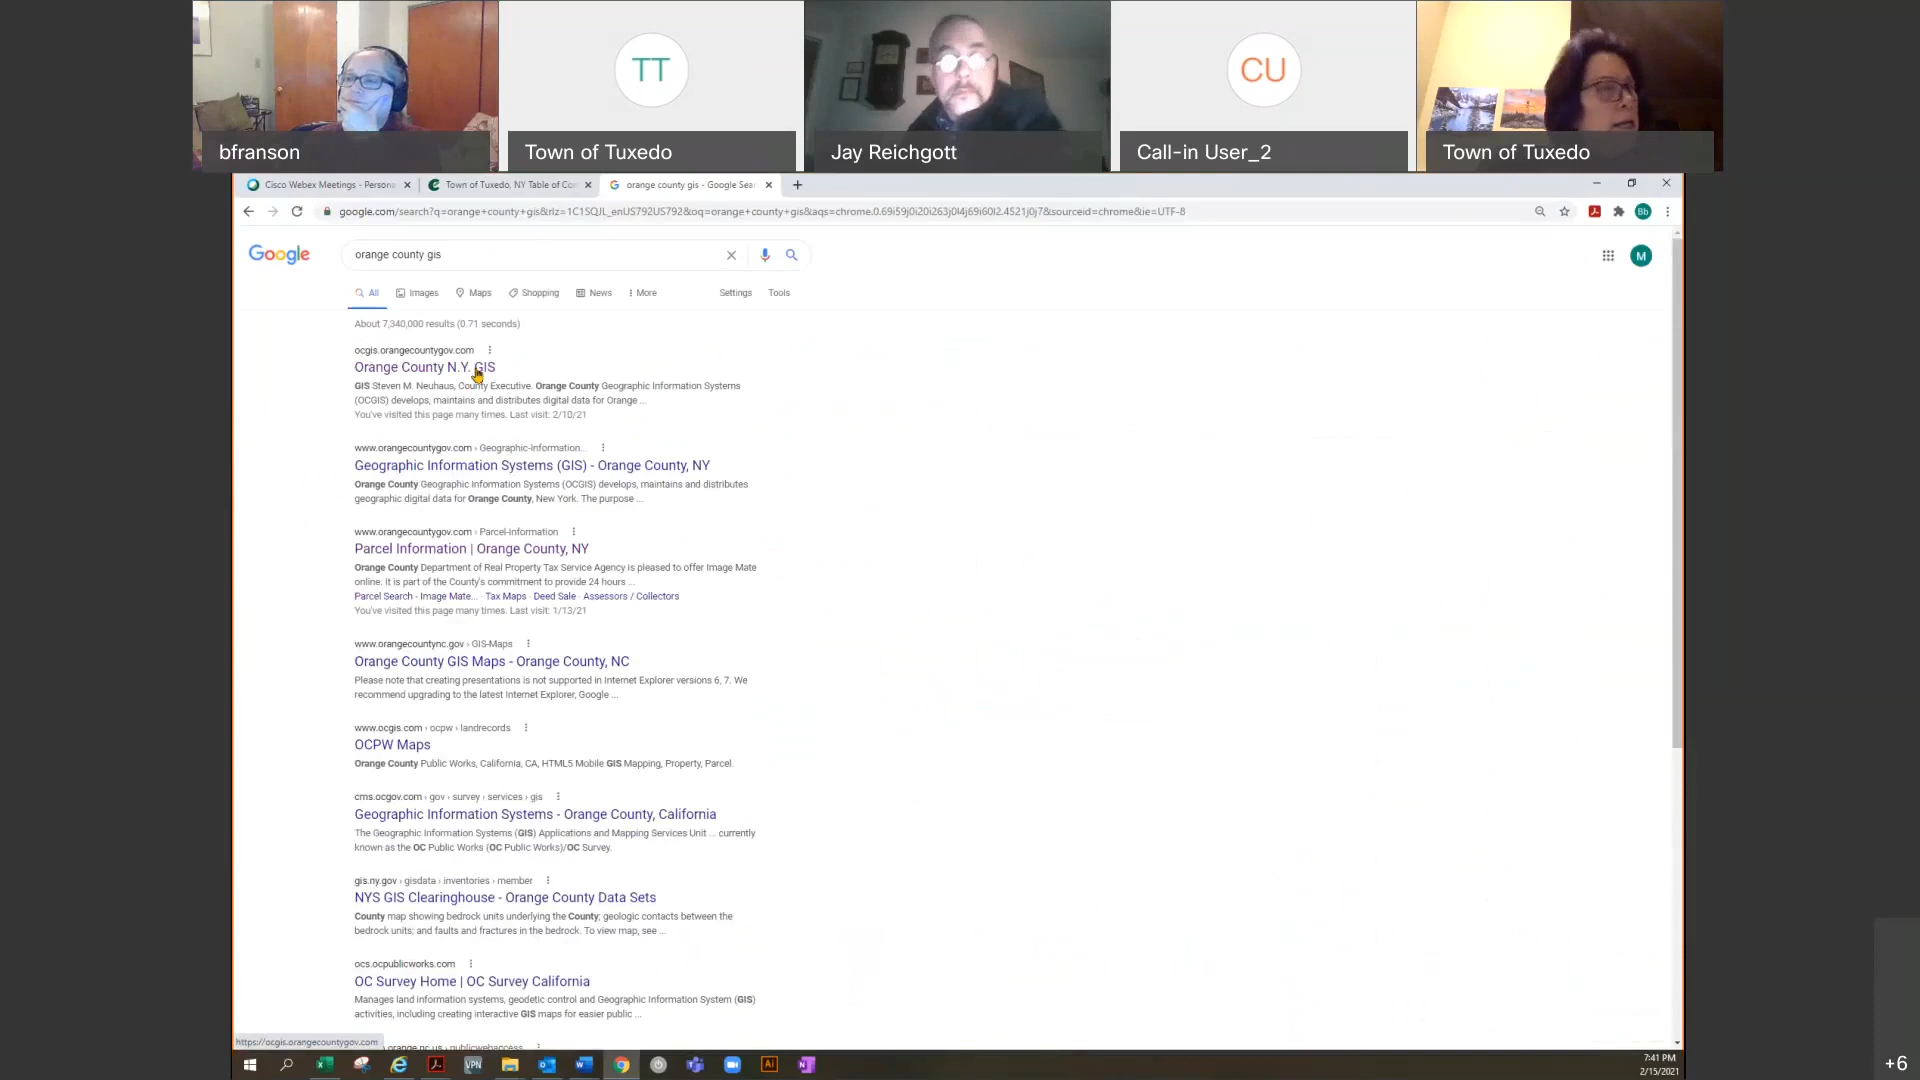 TT
CU
bfranson
Town of Tuxedo
Jay Reichgott
Call-in User_2
Town of Tuxedo
Cisco Webex Meetings - Persona
Town of Tuxedo, NY Table of Con
orange county gis - Google Sea
google.com/search?q=orange+county+gis&rlz=1C1SQJL_enUS792US792&oq=orange+county+gis&aqs=chrome.0.69i59j0i20i263j0l4j69i60l2.4521j0j7&sourceid=chrome&ie=UTF-8
Bb
Google
orange county gis
M
All
Images
Maps
Shopping
News
More
Settings
Tools
About 7,340,000 results (0.71 seconds)
ocgis.orangecountygov.com
Orange County N.Y. GIS
GIS Steven M. Neuhaus, County Executive. Orange County Geographic Information Systems
(OCGIS) develops, maintains and distributes digital data for Orange ...
You've visited this page many times. Last visit: 2/10/21
www.orangecountygov.com › Geographic-Information...
Geographic Information Systems (GIS) - Orange County, NY
Orange County Geographic Information Systems (OCGIS) develops, maintains and distributes
geographic digital data for Orange County, New York. The purpose ...
www.orangecountygov.com › Parcel-Information
Parcel Information | Orange County, NY
Orange County Department of Real Property Tax Service Agency is pleased to offer Image Mate
online. It is part of the County's commitment to provide 24 hours ...
Parcel Search - Image Mate... · Tax Maps · Deed Sale · Assessors / Collectors
You've visited this page many times. Last visit: 1/13/21
www.orangecountync.gov › GIS-Maps
Orange County GIS Maps - Orange County, NC
Please note that creating presentations is not supported in Internet Explorer versions 6, 7. We
recommend upgrading to the latest Internet Explorer, Google ...
www.ocgis.com › ocpw › landrecords
OCPW Maps
Orange County Public Works, California, CA, HTML5 Mobile GIS Mapping, Property, Parcel.
cms.ocgov.com › gov › survey › services › gis
Geographic Information Systems - Orange County, California
The Geographic Information Systems (GIS) Applications and Mapping Services Unit ... currently
known as the OC Public Works (OC Public Works)/OC Survey.
gis.ny.gov › gisdata › inventories › member
NYS GIS Clearinghouse - Orange County Data Sets
County map showing bedrock units underlying the County; geologic contacts between the
bedrock units; and faults and fractures in the bedrock. To view map, see ...
ocs.ocpublicworks.com
OC Survey Home | OC Survey California
Manages land information systems, geodetic control and Geographic Information System (GIS)
activities, including creating interactive GIS maps for easier public ...
https://ocgis.orangecountygov.com
orange.nc.us › publicwebaccess
VPN
Ai
7:41 PM
2/15/2021
+6